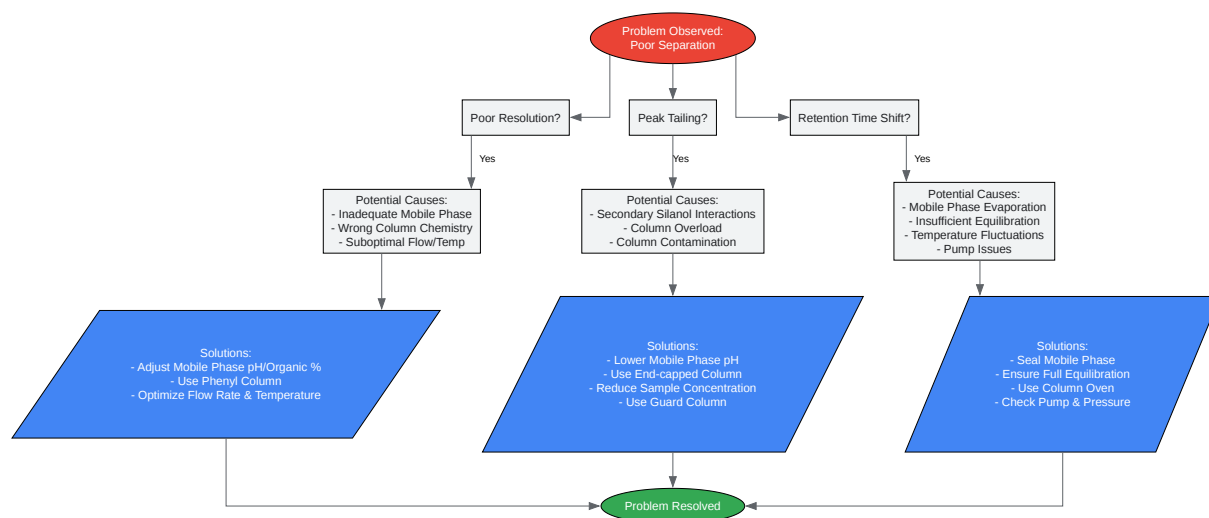 Problem Observed:
Poor Separation
Poor Resolution?
Peak Tailing?
Retention Time Shift?
Yes
Yes
Yes
Potential Causes:
- Inadequate Mobile Phase
- Wrong Column Chemistry
- Suboptimal Flow/Temp
Potential Causes:
- Secondary Silanol Interactions
- Column Overload
- Column Contamination
Potential Causes:
- Mobile Phase Evaporation
- Insufficient Equilibration
- Temperature Fluctuations
- Pump Issues
Solutions:
- Adjust Mobile Phase pH/Organic %
- Use Phenyl Column
- Optimize Flow Rate & Temperature
Solutions:
- Lower Mobile Phase pH
- Use End-capped Column
- Reduce Sample Concentration
- Use Guard Column
Solutions:
- Seal Mobile Phase
- Ensure Full Equilibration
- Use Column Oven
- Check Pump & Pressure
Problem Resolved